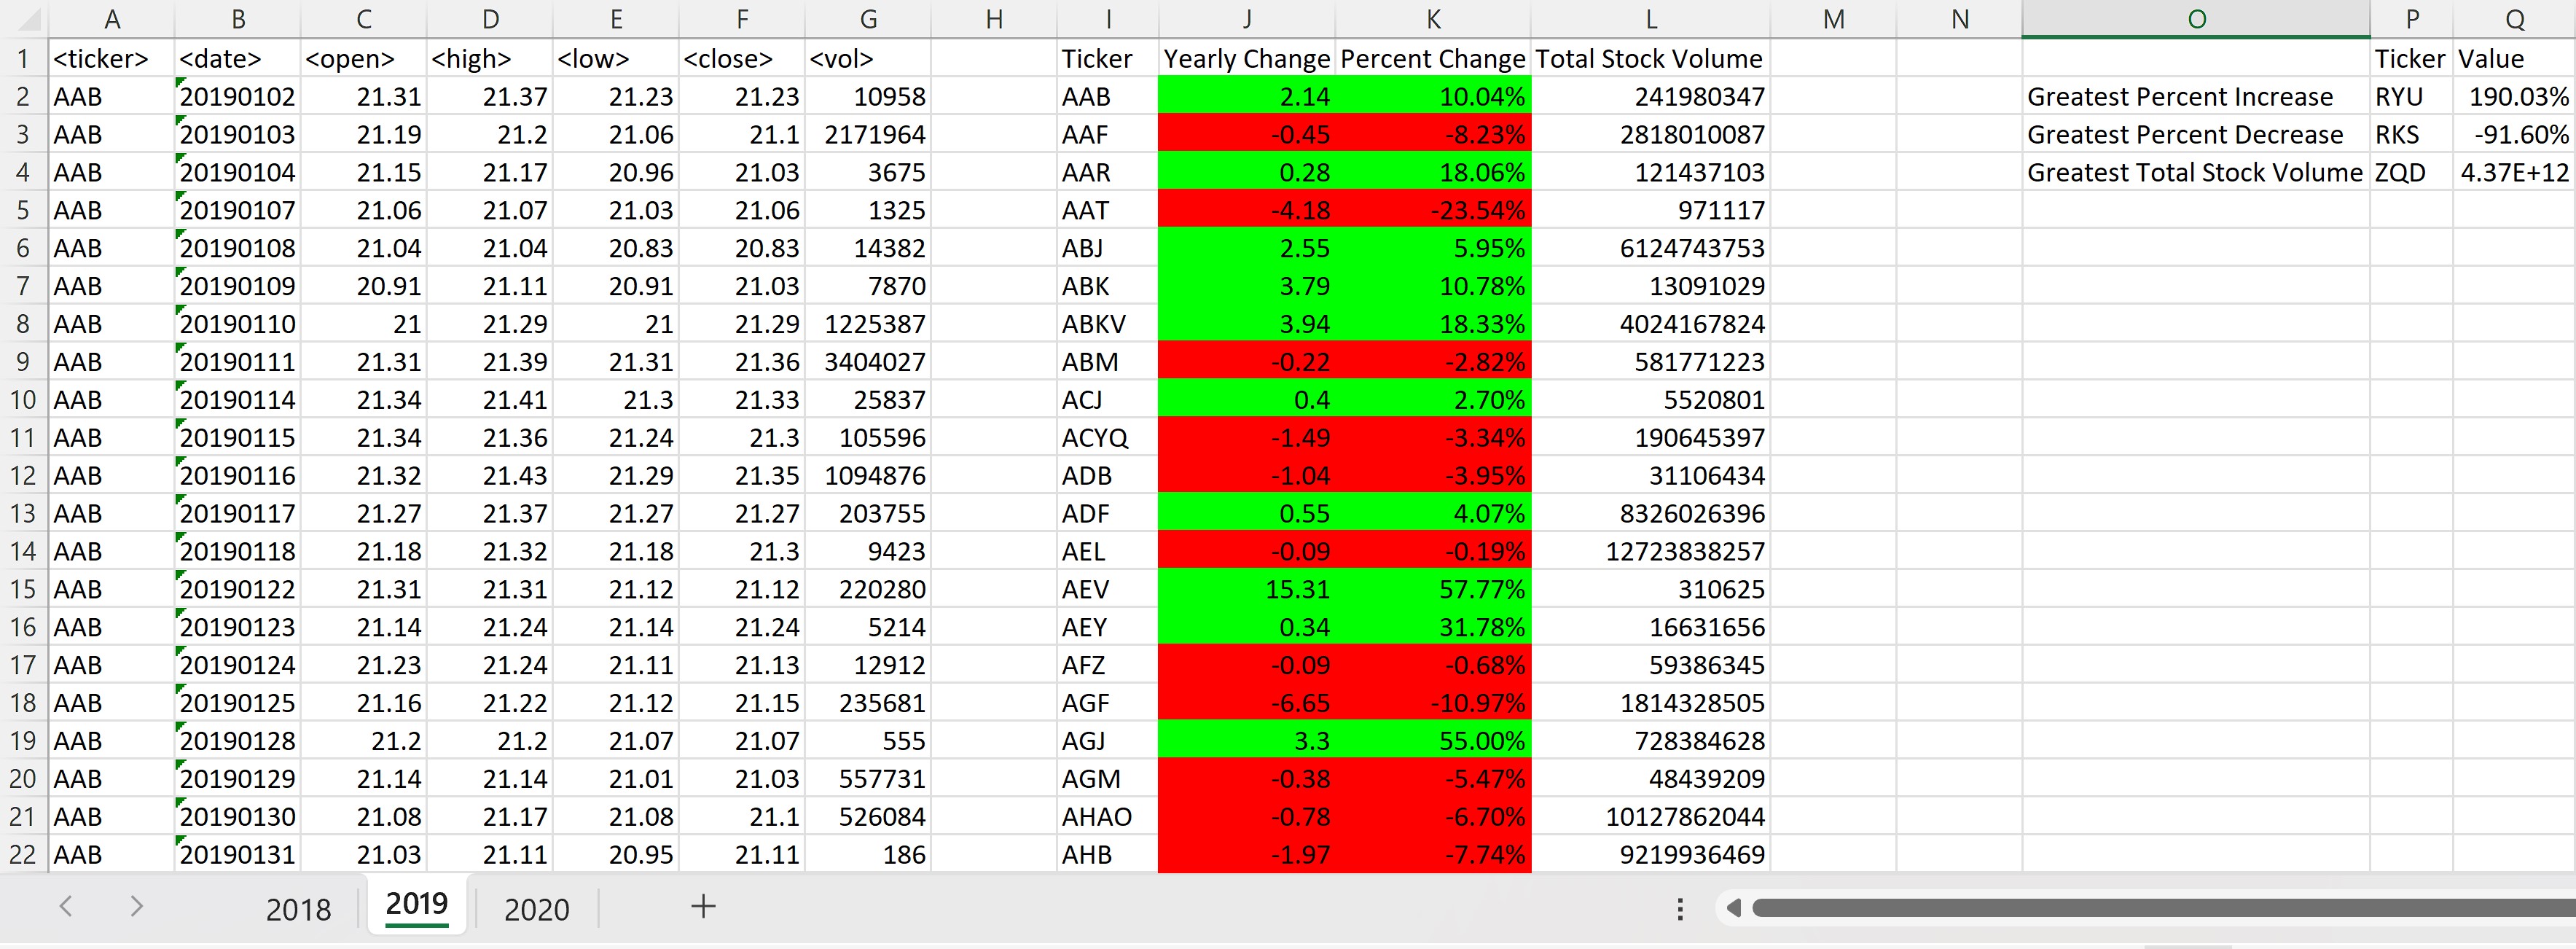 A B C D E F G H I J K L M N O P Q
1 <ticker> <date> <open> <high> <low> <close> <vol> Ticker Yearly Change Percent Change Total Stock Volume Ticker Value
2 AAB 20190102 21.31 21.37 21.23 21.23 10958 AAB 2.14 10.04% 241980347 Greatest Percent Increase RYU 190.03%
3 AAB 20190103 21.19 21.2 21.06 21.1 2171964 AAF -0.45 -8.23% 2818010087 Greatest Percent Decrease RKS -91.60%
4 AAB 20190104 21.15 21.17 20.96 21.03 3675 AAR 0.28 18.06% 121437103 Greatest Total Stock Volume ZQD 4.37E+12
5 AAB 20190107 21.06 21.07 21.03 21.06 1325 AAT -4.18 -23.54% 971117
6 AAB 20190108 21.04 21.04 20.83 20.83 14382 ABJ 2.55 5.95% 6124743753
7 AAB 20190109 20.91 21.11 20.91 21.03 7870 ABK 3.79 10.78% 13091029
8 AAB 20190110 21 21.29 21 21.29 1225387 ABKV 3.94 18.33% 4024167824
9 AAB 20190111 21.31 21.39 21.31 21.36 3404027 ABM -0.22 -2.82% 581771223
10 AAB 20190114 21.34 21.41 21.3 21.33 25837 ACJ 0.4 2.70% 5520801
11 AAB 20190115 21.34 21.36 21.24 21.3 105596 ACYQ -1.49 -3.34% 190645397
12 AAB 20190116 21.32 21.43 21.29 21.35 1094876 ADB -1.04 -3.95% 31106434
13 AAB 20190117 21.27 21.37 21.27 21.27 203755 ADF 0.55 4.07% 8326026396
14 AAB 20190118 21.18 21.32 21.18 21.3 9423 AEL -0.09 -0.19% 12723838257
15 AAB 20190122 21.31 21.31 21.12 21.12 220280 AEV 15.31 57.77% 310625
16 AAB 20190123 21.14 21.24 21.14 21.24 5214 AEY 0.34 31.78% 16631656
17 AAB 20190124 21.23 21.24 21.11 21.13 12912 AFZ -0.09 -0.68% 59386345
18 AAB 20190125 21.16 21.22 21.12 21.15 235681 AGF -6.65 -10.97% 1814328505
19 AAB 20190128 21.2 21.2 21.07 21.07 555 AGJ 3.3 55.00% 728384628
20 AAB 20190129 21.14 21.14 21.01 21.03 557731 AGM -0.38 -5.47% 48439209
21 AAB 20190130 21.08 21.17 21.08 21.1 526084 AHAO -0.78 -6.70% 10127862044
22 AAB 20190131 21.03 21.11 20.95 21.11 186 AHB -1.97 -7.74% 9219936469
2018 2019 2020